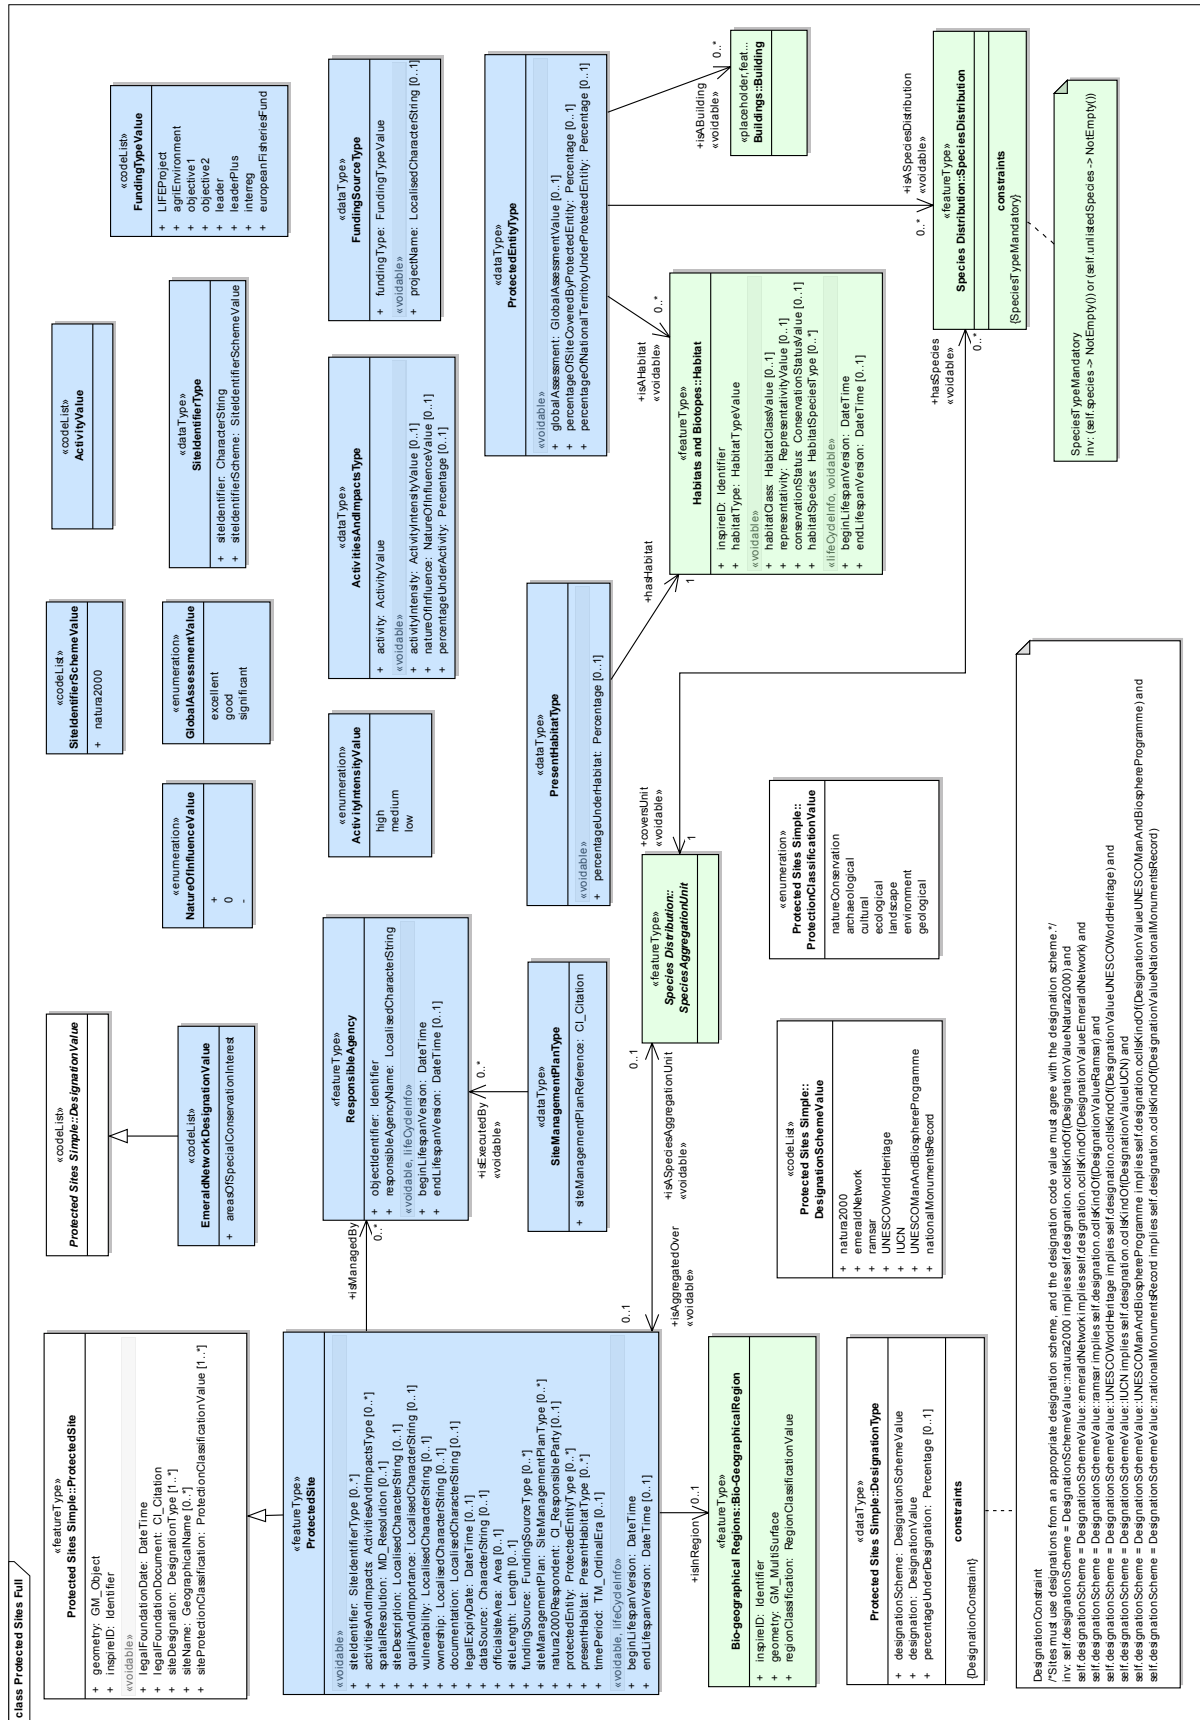 class Protected Sites Full
«featureType»
Protected Sites Simple::ProtectedSite
+ geometry: GM_Object
+ inspireID: Identifier
«voidable»
+ legalFoundationDate: DateTime
+ legalFoundationDocument: CI_Citation
+ siteDesignation: DesignationType [1..*]
+ siteName: GeographicalName [0..*]
+ siteProtectionClassification: ProtectionClassificationValue [1..*]
«codeList»
Protected Sites Simple::DesignationValue
«codeList»
EmeraldNetworkDesignationValue
+ areasOfSpecialConservationInterest
«enumeration»
NatureOfInfluenceValue
+
0
-
«codeList»
SiteIdentifierSchemeValue
+ natura2000
«enumeration»
GlobalAssessmentValue
excellent
good
significant
«codeList»
ActivityValue
«dataType»
SiteIdentifierType
+ siteIdentifier: CharacterString
+ siteIdentifierScheme: SiteIdentifierSchemeValue
«codeList»
FundingTypeValue
+ LIFEProject
+ agriEnvironment
+ objective1
+ objective2
+ leader
+ leaderPlus
+ interreg
+ europeanFisheriesFund
«featureType»
ProtectedSite
«voidable»
+ siteIdentifier: SiteIdentifierType [0..*]
+ activitiesAndImpacts: ActivitiesAndImpactsType [0..*]
+ spatialResolution: MD_Resolution [0..1]
+ siteDescription: LocalisedCharacterString [0..1]
+ qualityAndImportance: LocalisedCharacterString [0..1]
+ vulnerability: LocalisedCharacterString [0..1]
+ ownership: LocalisedCharacterString [0..1]
+ documentation: LocalisedCharacterString [0..1]
+ legalExpiryDate: DateTime [0..1]
+ dataSource: CharacterString [0..1]
+ officialsiteArea: Area [0..1]
+ siteLength: Length [0..1]
+ fundingSource: FundingSourceType [0..*]
+ siteManagementPlan: SiteManagementPlanType [0..*]
+ natura2000Respondent: CI_ResponsibleParty [0..1]
+ protectedEntity: ProtectedEntityType [0..*]
+ presentHabitat: PresentHabitatType [0..*]
+ timePeriod: TM_OrdinalEra [0..1]
«voidable, lifeCycleInfo»
+ beginLifespanVersion: DateTime
+ endLifespanVersion: DateTime [0..1]
+isManagedBy
0..*
«featureType»
ResponsibleAgency
+ objectIdentifier: Identifier
+ responsibleAgencyName: LocalisedCharacterString
«voidable, lifeCycleInfo»
+ beginLifespanVersion: DateTime
+ endLifespanVersion: DateTime [0..1]
+isExecutedBy
«voidable»
0..*
«dataType»
SiteManagementPlanType
+ siteManagementPlanReference: CI_Citation
«enumeration»
ActivityIntensityValue
high
medium
low
«dataType»
ActivitiesAndImpactsType
+ activity: ActivityValue
«voidable»
+ activityIntensity: ActivityIntensityValue [0..1]
+ natureOfInfluence: NatureOfInfluenceValue [0..1]
+ percentageUnderActivity: Percentage [0..1]
«dataType»
FundingSourceType
+ fundingType: FundingTypeValue
«voidable»
+ projectName: LocalisedCharacterString [0..1]
«dataType»
PresentHabitatType
«voidable»
+ percentageUnderHabitat: Percentage [0..1]
«dataType»
ProtectedEntityType
«voidable»
+ globalAssessment: GlobalAssessmentValue [0..1]
+ percentageOfSiteCoveredByProtectedEntity: Percentage [0..1]
+ percentageOfNationalTerritoryUnderProtectedEntity: Percentage [0..1]
+hasHabitat
1
+isAHabitat
«voidable»
0..*
+isABuilding
«voidable»
0..*
«placeholder,feat...
Buildings::Building
«featureType»
Habitats and Biotopes::Habitat
+ inspireID: Identifier
+ habitatType: HabitatTypeValue
«voidable»
+ habitatClass: HabitatClassValue [0..1]
+ representativity: RepresentativityValue [0..1]
+ conservationStatus: ConservationStatusValue [0..1]
+ habitatSpecies: HabitatSpeciesType [0..*]
«lifeCycleInfo, voidable»
+ beginLifespanVersion: DateTime
+ endLifespanVersion: DateTime [0..1]
+isAggregatedOver
«voidable»
0..1
+isASpeciesAggregationUnit
«voidable»
0..1
«featureType»
Species Distribution::
SpeciesAggregationUnit
+coversUnit
«voidable»
1
+hasSpecies
«voidable»
0..*
+isASpeciesDistribution
«voidable»
0..*
«featureType»
Species Distribution::SpeciesDistribution
constraints
{SpeciesTypeMandatory}
SpeciesTypeMandatory
inv: (self.species -> NotEmpty()) or (self.unlistedSpecies -> NotEmpty())
+isInRegion
0..1
«featureType»
Bio-geographical Regions::Bio-GeographicalRegion
+ inspireID: Identifier
+ geometry: GM_MultiSurface
+ regionClassification: RegionClassificationValue
«dataType»
Protected Sites Simple::DesignationType
+ designationScheme: DesignationSchemeValue
+ designation: DesignationValue
+ percentageUnderDesignation: Percentage [0..1]
constraints
{DesignationConstraint}
«codeList»
Protected Sites Simple::
DesignationSchemeValue
+ natura2000
+ emeraldNetwork
+ ramsar
+ UNESCOWorldHeritage
+ IUCN
+ UNESCOManAndBiosphereProgramme
+ nationalMonumentsRecord
«enumeration»
Protected Sites Simple::
ProtectionClassificationValue
natureConservation
archaeological
cultural
ecological
landscape
environment
geological
DesignationConstraint
/*Sites must use designations from an appropriate designation scheme, and the designation code value must agree with the designation scheme.*/
inv: self.designationScheme = DesignationSchemeValue::natura2000 implies self.designation.oclIsKindOf(DesignationValueNatura2000) and
self.designationScheme = DesignationSchemeValue::emeraldNetwork implies self.designation.oclIsKindOf(DesignationValueEmeraldNetwork) and
self.designationScheme = DesignationSchemeValue::ramsar implies self.designation.oclIsKindOf(DesignationValueRamsar) and
self.designationScheme = DesignationSchemeValue::UNESCOWorldHeritage implies self.designation.oclIsKindOf(DesignationValueUNESCOWorldHeritage) and
self.designationScheme = DesignationSchemeValue::IUCN implies self.designation.oclIsKindOf(DesignationValueIUCN) and
self.designationScheme = DesignationSchemeValue::UNESCOManAndBiosphereProgramme implies self.designation.oclIsKindOf(DesignationValueUNESCOManAndBiosphereProgramme) and
self.designationScheme = DesignationSchemeValue::nationalMonumentsRecord implies self.designation.oclIsKindOf(DesignationValueNationalMonumentsRecord)